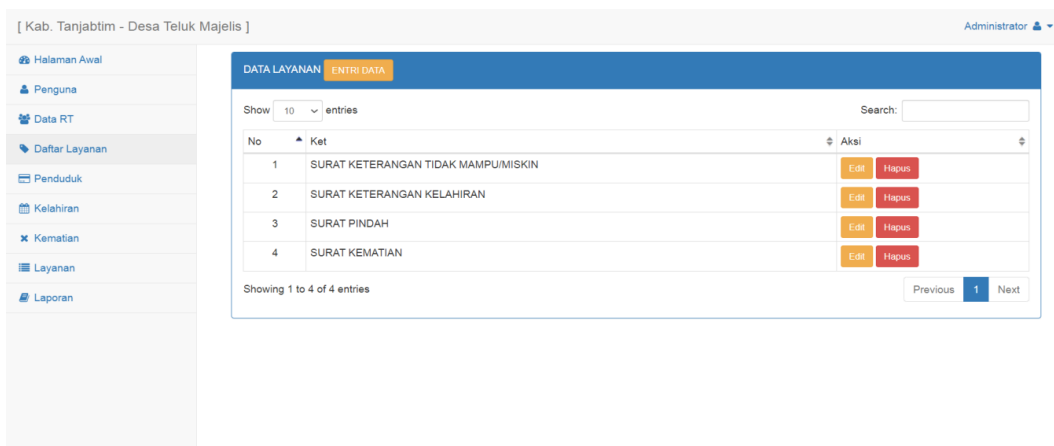 [ Kab. Tanjabtim - Desa Teluk Majelis ]
Administrator
Halaman Awal
Penguna
Data RT
Daftar Layanan
Penduduk
Kelahiran
Kematian
Layanan
Laporan
DATA LAYANAN ENTRI DATA
Show 10 entries Search:
No Ket Aksi
1 SURAT KETERANGAN TIDAK MAMPU/MISKIN Edit Hapus
2 SURAT KETERANGAN KELAHIRAN Edit Hapus
3 SURAT PINDAH Edit Hapus
4 SURAT KEMATIAN Edit Hapus
Showing 1 to 4 of 4 entries Previous 1 Next